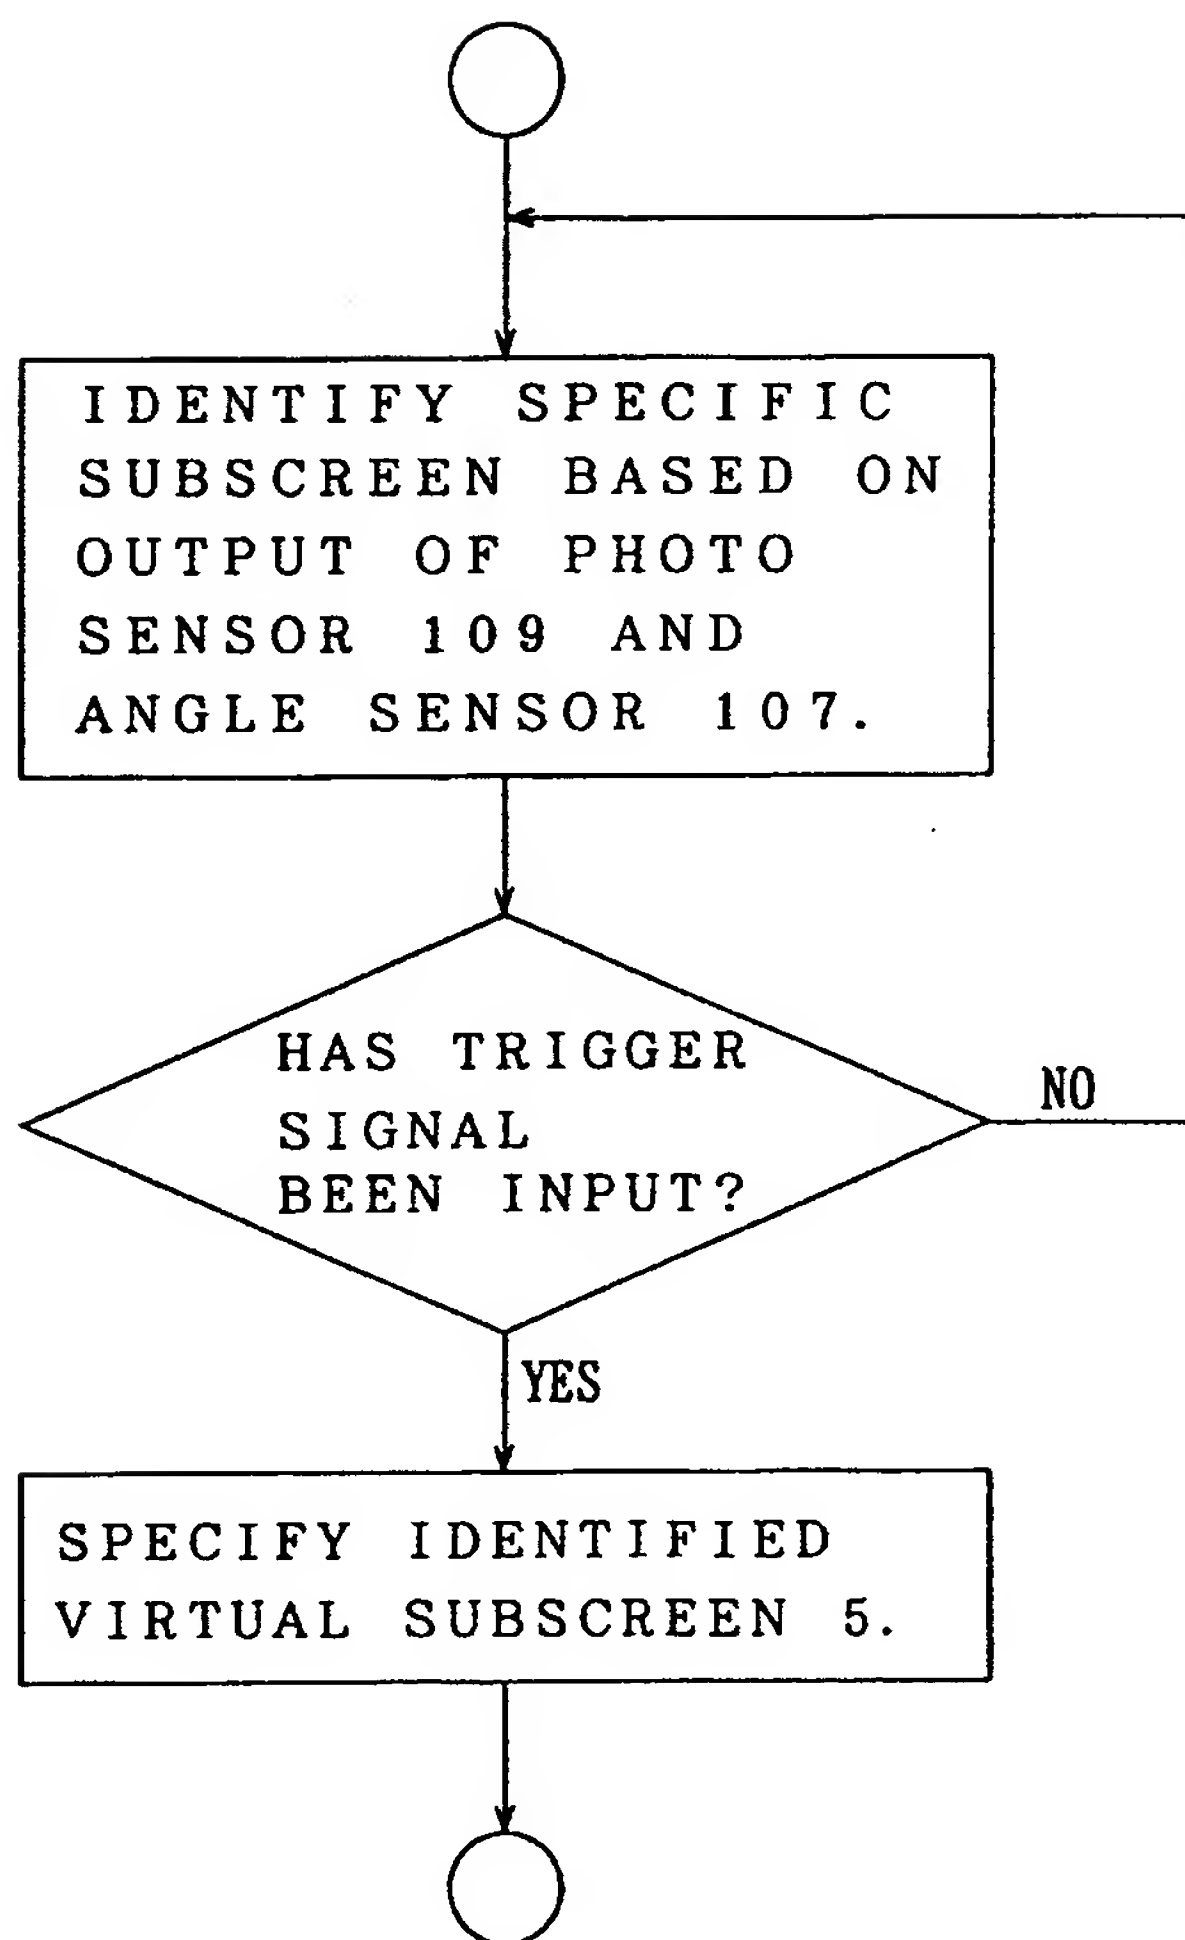 IDENTIFY SPECIFIC
SUBSCREEN BASED ON
OUTPUT OF PHOTO
SENSOR 109 AND
ANGLE SENSOR 107.
HAS TRIGGER
SIGNAL
BEEN INPUT?
NO
YES
SPECIFY IDENTIFIED
VIRTUAL SUBSCREEN 5.